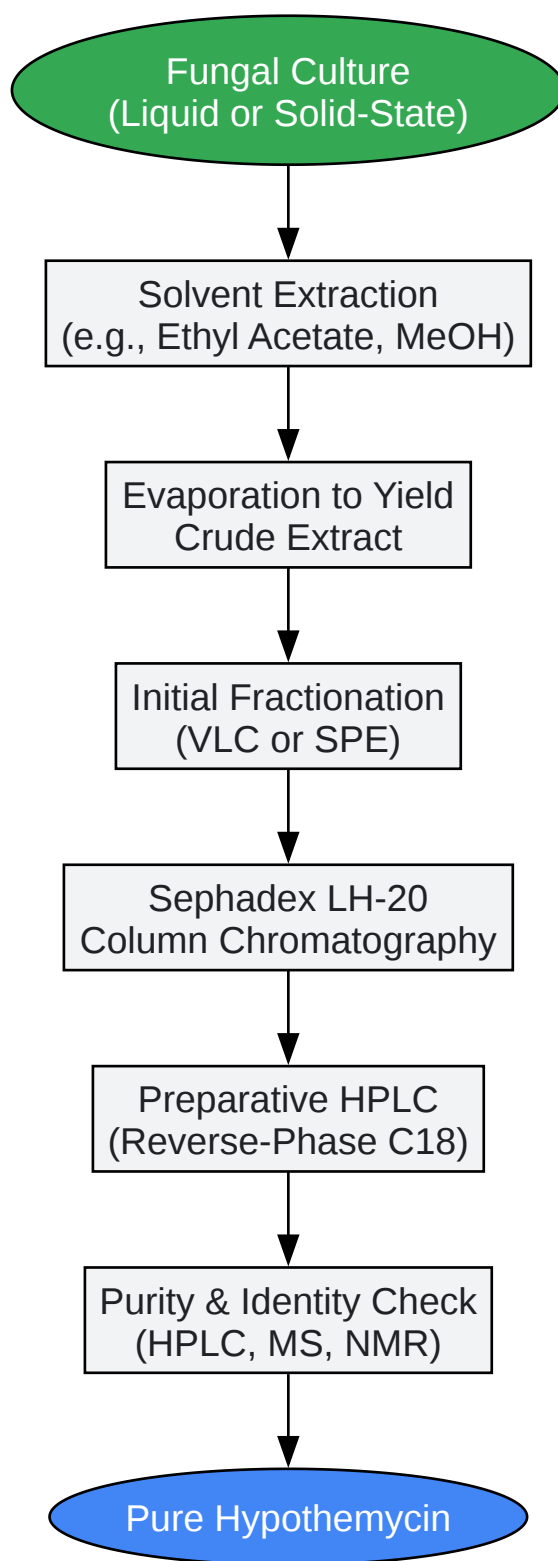 Fungal Culture
(Liquid or Solid-State)
Solvent Extraction
(e.g., Ethyl Acetate, MeOH)
Evaporation to Yield
Crude Extract
Initial Fractionation
(VLC or SPE)
Sephadex LH-20
Column Chromatography
Preparative HPLC
(Reverse-Phase C18)
Purity & Identity Check
(HPLC, MS, NMR)
Pure Hypothemycin